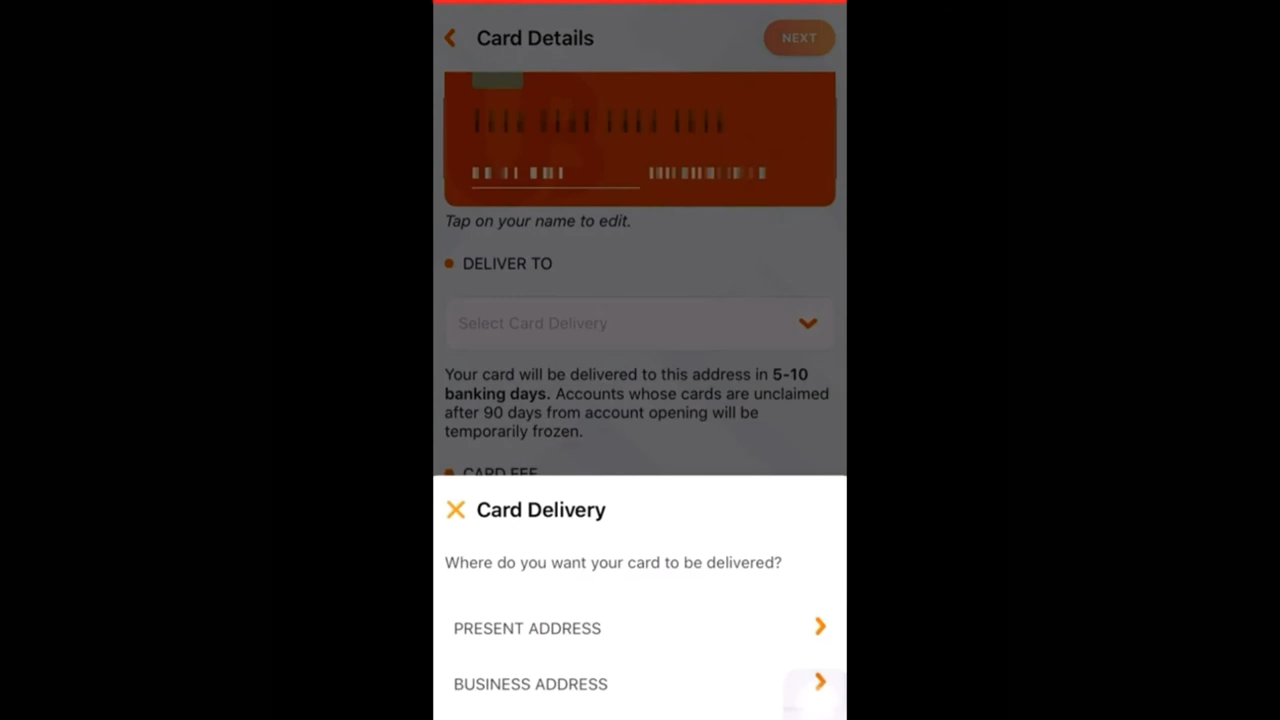 Card Details
NEXT
Tap on your name to edit.
DELIVER TO
Select Card Delivery
Your card will be delivered to this address in 5-10
banking days. Accounts whose cards are unclaimed
after 90 days from account opening will be
temporarily frozen.
CARD FEE
Card Delivery
Where do you want your card to be delivered?
PRESENT ADDRESS
BUSINESS ADDRESS